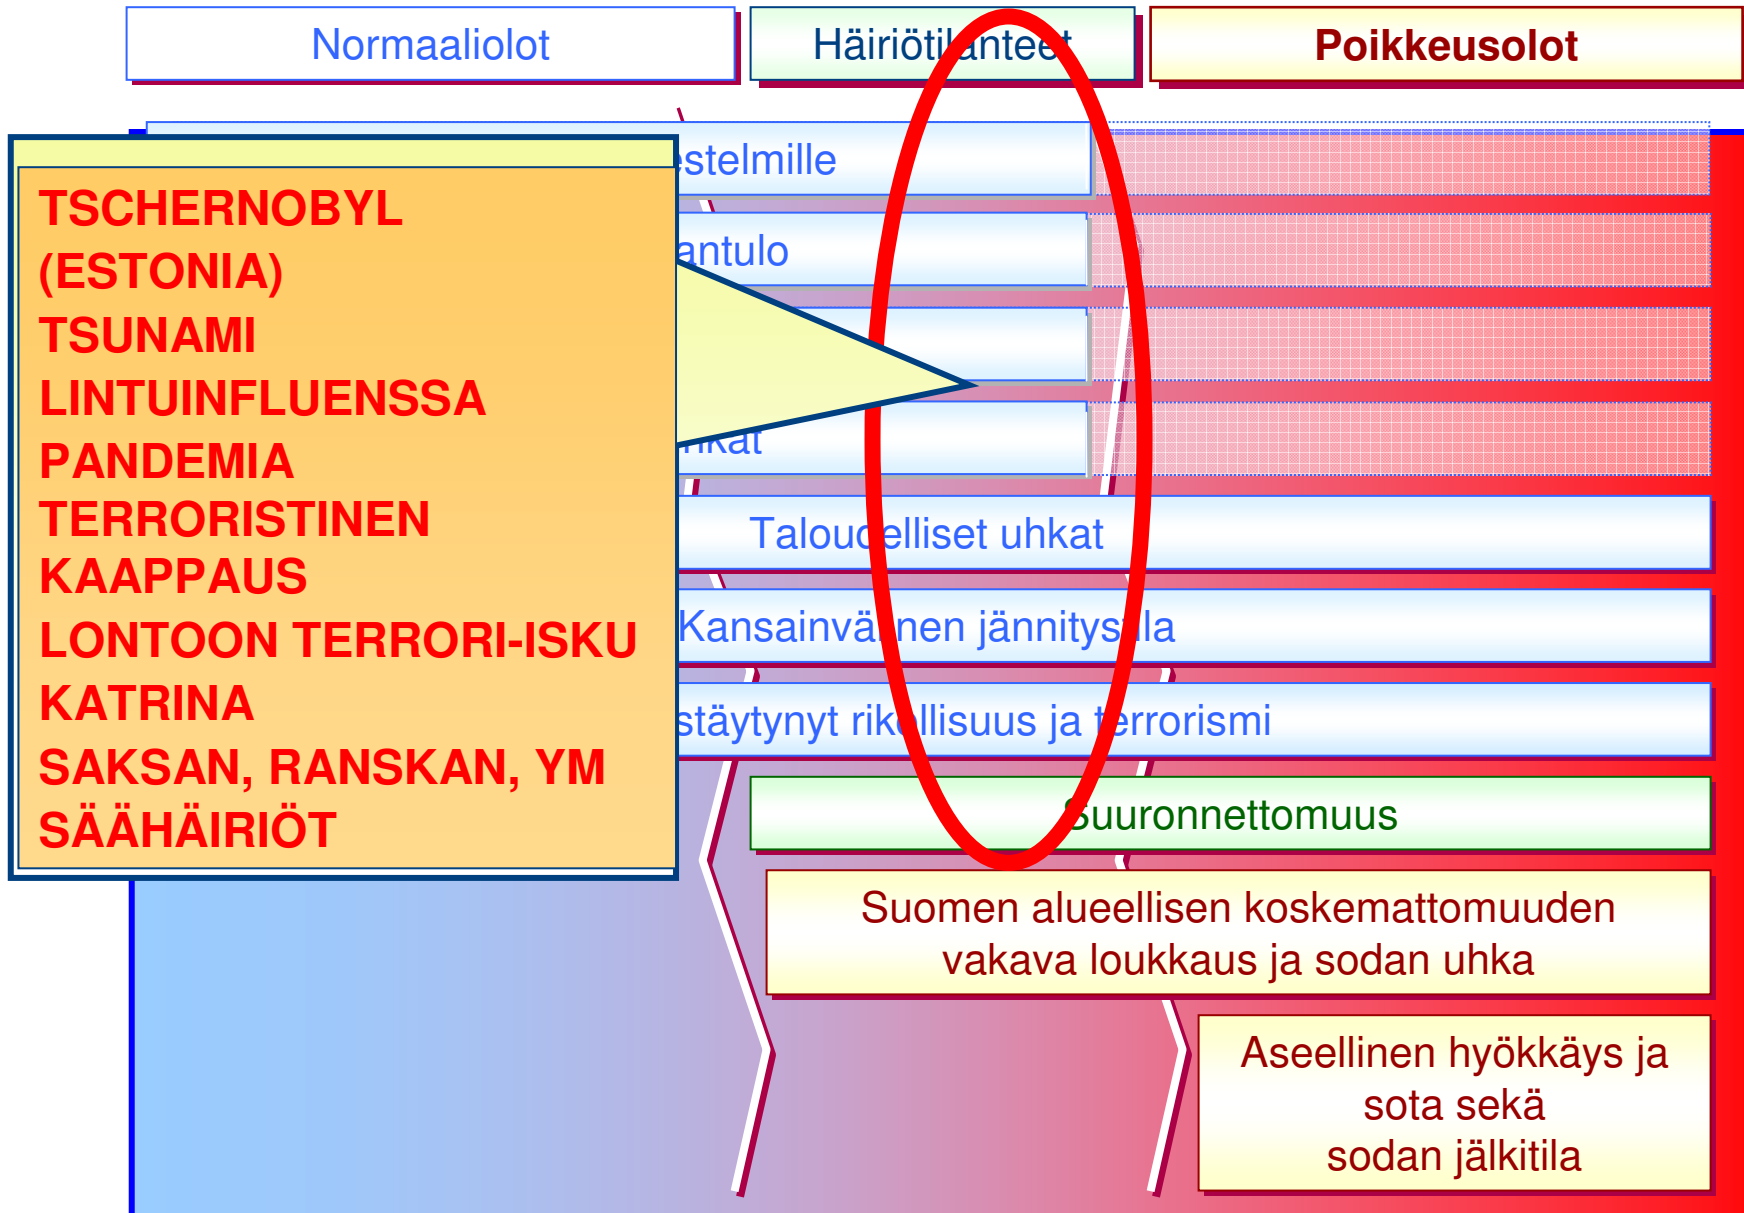 Normaaliolot
Häiriötilanteet
Poikkeusolot
TSCHERNOBYL
(ESTONIA)
TSUNAMI
LINTUINFLUENSSA
PANDEMIA
TERRORISTINEN
KAAPPAUS
LONTOON TERRORI-ISKU
KATRINA
SAKSAN, RANSKAN, YM
SÄÄHÄIRIÖT
estelmille
antulo
hkat
Taloudelliset uhkat
Kansainvälinen jännitystila
stäytynyt rikollisuus ja terrorismi
Suuronnettomuus
Suomen alueellisen koskemattomuuden
vakava loukkaus ja sodan uhka
Aseellinen hyökkäys ja
sota sekä
sodan jälkitila